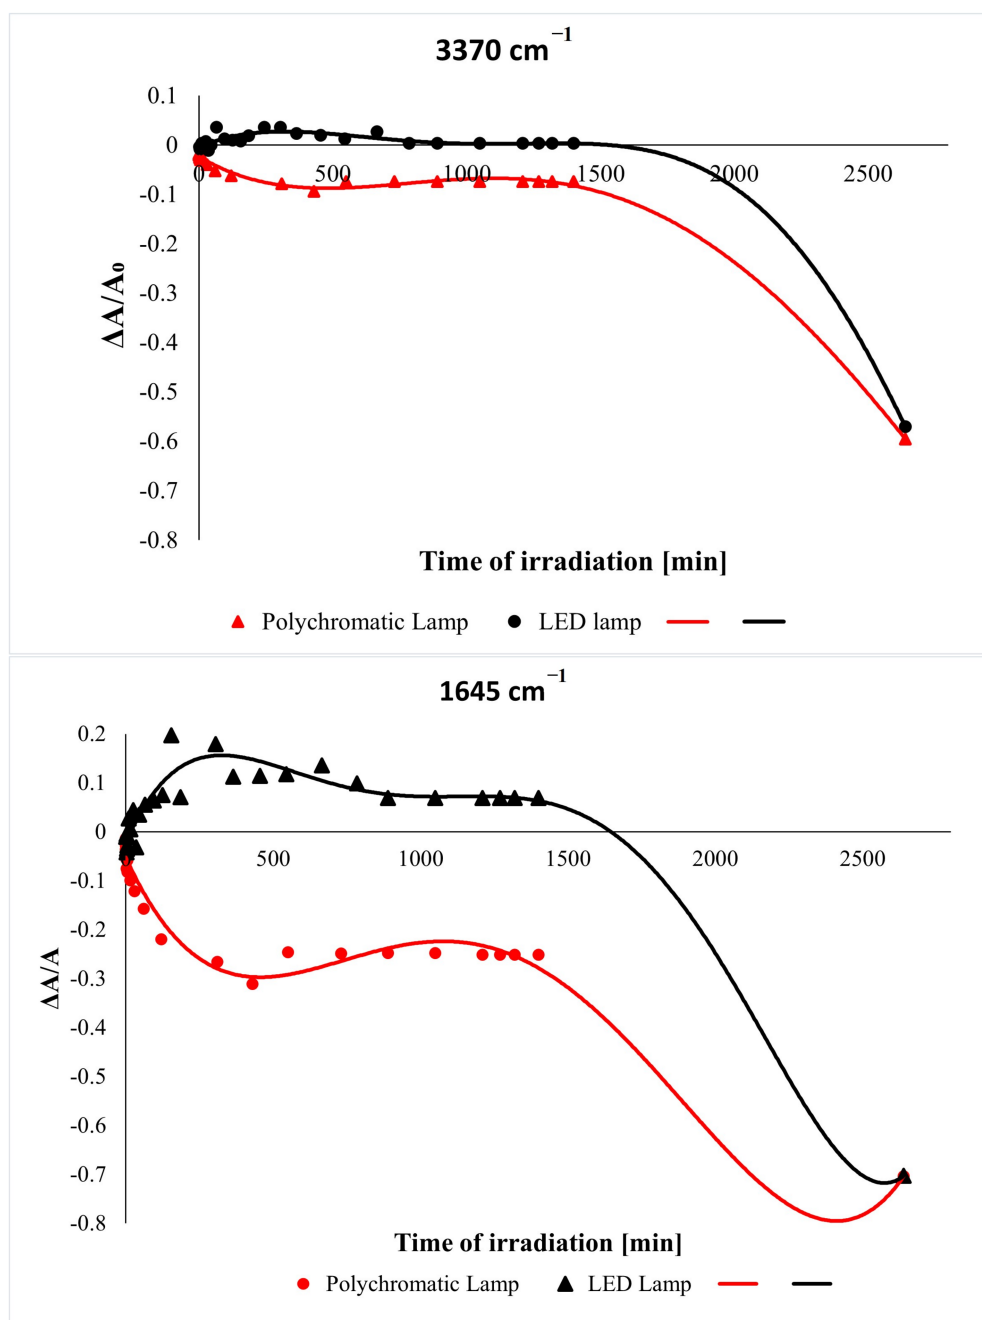 3370 cm⁻¹
0.1
0
-0.1
-0.2
-0.3
-0.4
-0.5
-0.6
-0.7
-0.8
0 500 1000 1500 2000 2500
ΔA/A₀
Time of irradiation [min]
Polychromatic Lamp LED lamp
1645 cm⁻¹
0.2
0.1
0
-0.1
-0.2
-0.3
-0.4
-0.5
-0.6
-0.7
-0.8
500 1000 1500 2000 2500
ΔA/A
Time of irradiation [min]
Polychromatic Lamp LED Lamp